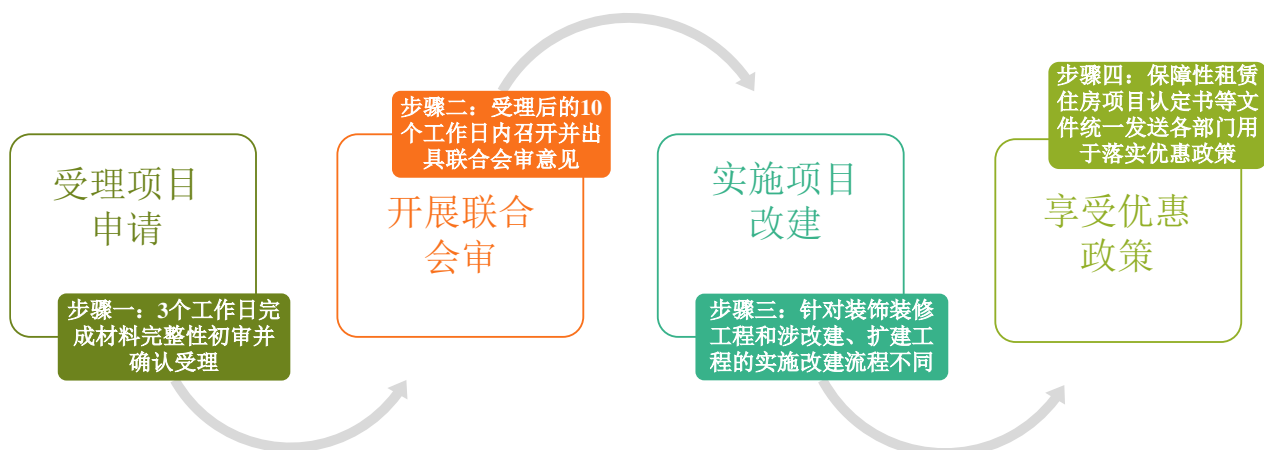 受理项目
申请
步骤一：3个工作日完
成材料完整性初审并
确认受理
步骤二：受理后的10
个工作日内召开并出
具联合会审意见
开展联合
会审
实施项目
改建
步骤三：针对装饰装修
工程和涉改建、扩建工
程的实施改建流程不同
步骤四：保障性租赁
住房项目认定书等文
件统一发送各部门用
于落实优惠政策
享受优惠
政策